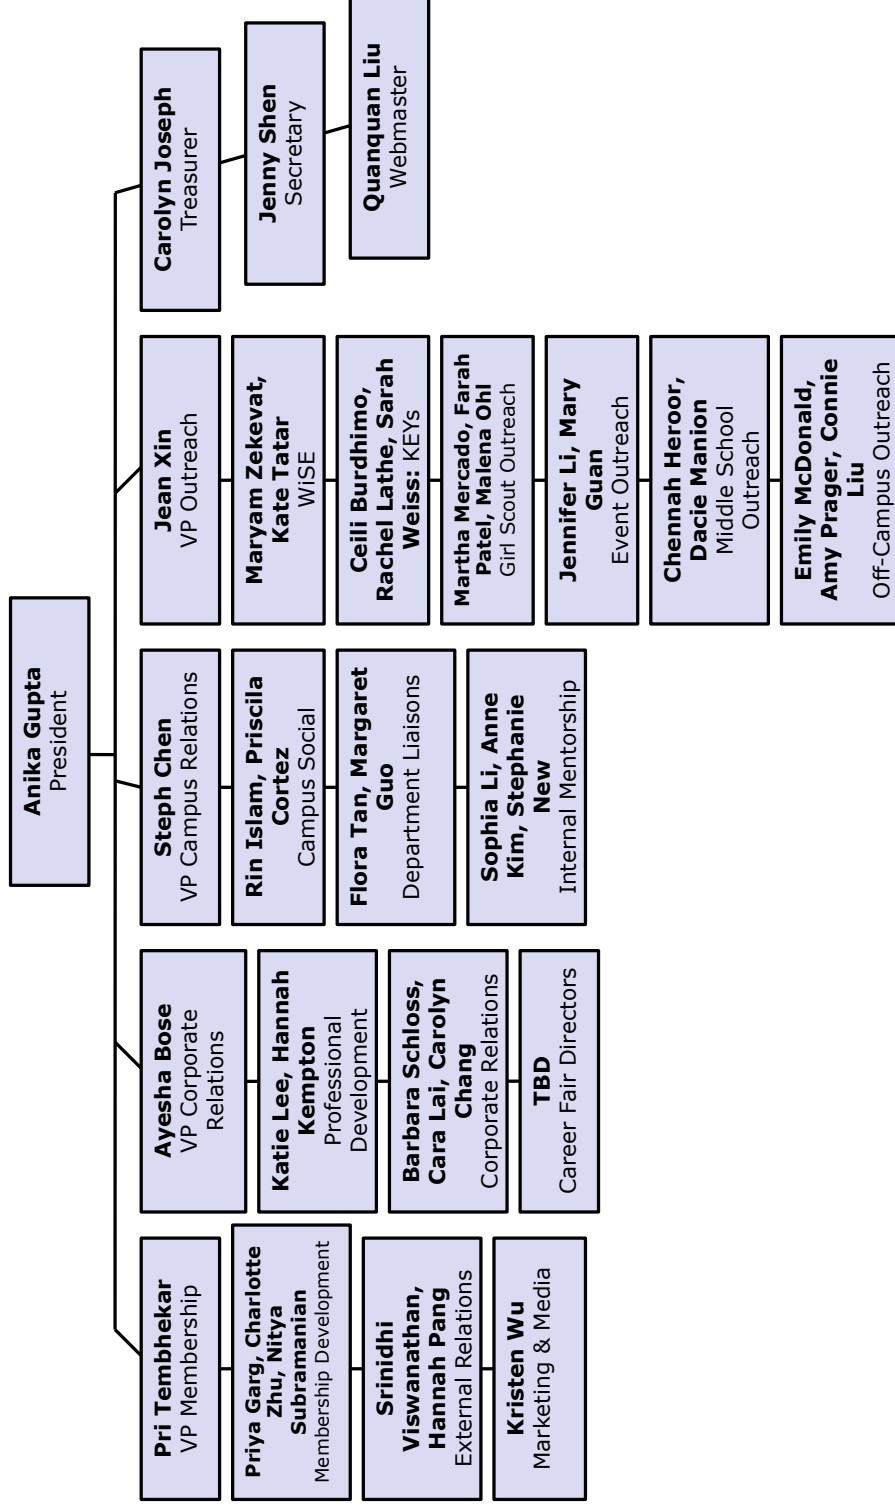 Anika Gupta
President
Pri Tembhekar
VP Membership
Priya Garg, Charlotte
Zhu, Nitya
Subramanian
Membership Development
Srinidhi
Viswanathan,
Hannah Pang
External Relations
Kristen Wu
Marketing & Media
Ayesha Bose
VP Corporate
Relations
Katie Lee, Hannah
Kempton
Professional
Development
Barbara Schloss,
Cara Lai, Carolyn
Chang
Corporate Relations
TBD
Career Fair Directors
Steph Chen
VP Campus Relations
Rin Islam, Priscila
Cortez
Campus Social
Flora Tan, Margaret
Guo
Department Liaisons
Sophia Li, Anne
Kim, Stephanie
New
Internal Mentorship
Jean Xin
VP Outreach
Maryam Zekevat,
Kate Tatar
WiSE
Ceili Burdhimo,
Rachel Lathe, Sarah
Weiss: KEYs
Martha Mercado, Farah
Patel, Malena Ohl
Girl Scout Outreach
Jennifer Li, Mary
Guan
Event Outreach
Chennah Heroor,
Dacie Manion
Middle School
Outreach
Emily McDonald,
Amy Prager, Connie
Liu
Off-Campus Outreach
Carolyn Joseph
Treasurer
Jenny Shen
Secretary
Quanquan Liu
Webmaster